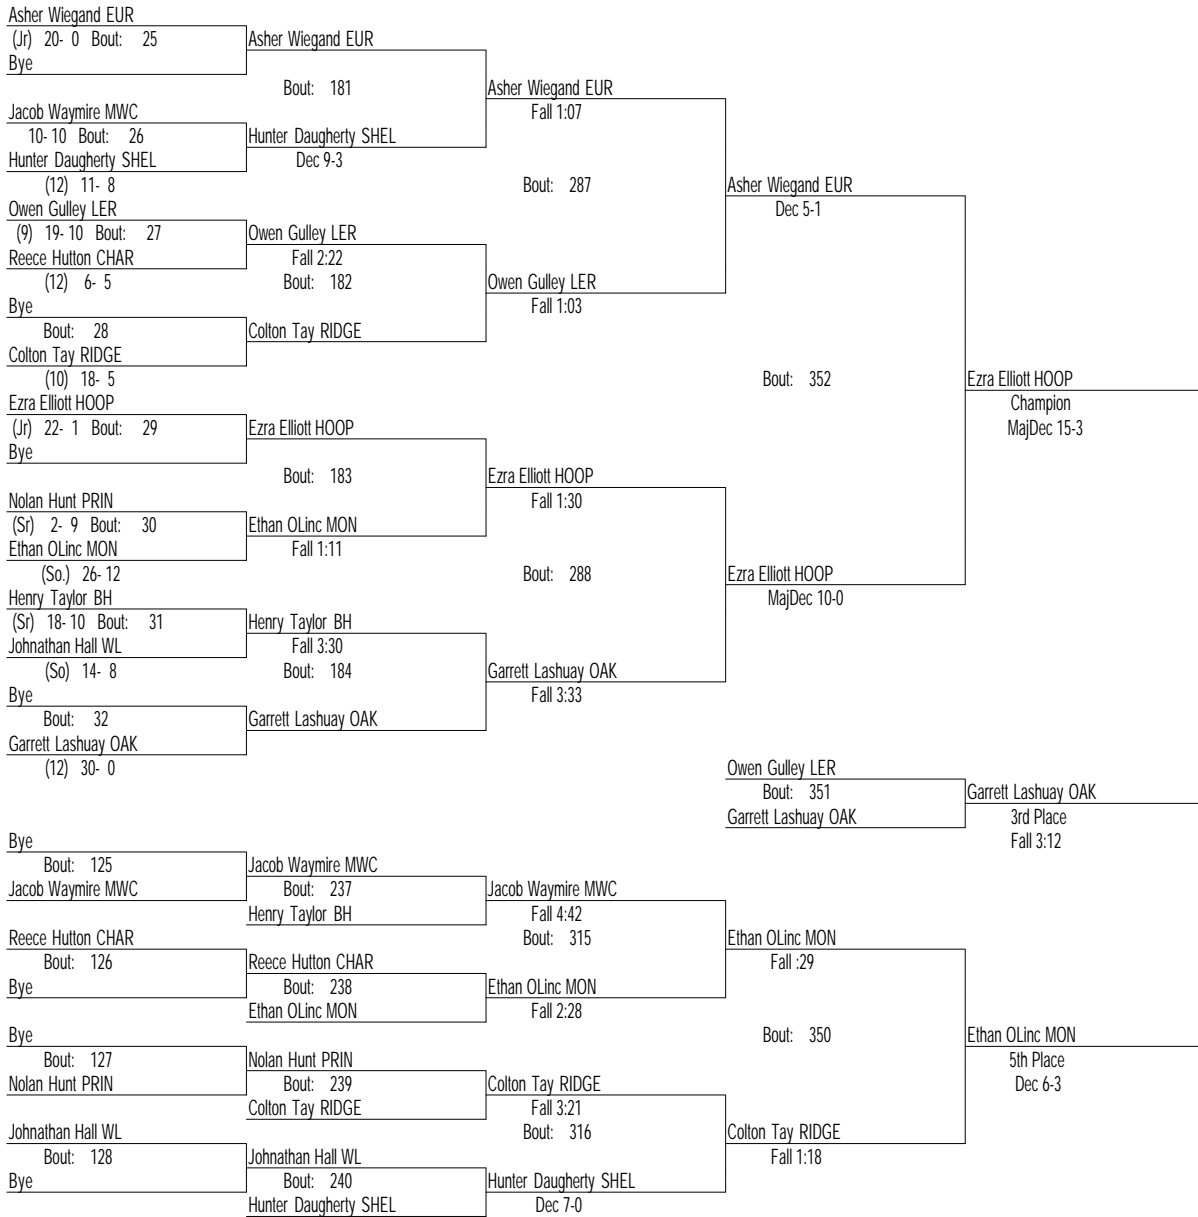 Asher Wiegand EUR
(Jr) 20- 0 Bout: 25
Asher Wiegand EUR
Bye
Bout: 181
Asher Wiegand EUR
Fall 1:07
Jacob Waymire MWC
10- 10 Bout: 26
Hunter Daugherty SHEL
Hunter Daugherty SHEL
Dec 9-3
(12) 11- 8
Bout: 287
Asher Wiegand EUR
Dec 5-1
Owen Gulley LER
(9) 19- 10 Bout: 27
Owen Gulley LER
Reece Hutton CHAR
Fall 2:22
(12) 6- 5
Bout: 182
Owen Gulley LER
Fall 1:03
Bye
Bout: 28
Colton Tay RIDGE
Colton Tay RIDGE
(10) 18- 5
Bout: 352
Ezra Elliott HOOP
Champion
MajDec 15-3
Ezra Elliott HOOP
(Jr) 22- 1 Bout: 29
Ezra Elliott HOOP
Bye
Bout: 183
Ezra Elliott HOOP
Fall 1:30
Nolan Hunt PRIN
(Sr) 2- 9 Bout: 30
Ethan OLinc MON
Ethan OLinc MON
Fall 1:11
(So.) 26- 12
Bout: 288
Ezra Elliott HOOP
MajDec 10-0
Henry Taylor BH
(Sr) 18- 10 Bout: 31
Henry Taylor BH
Johnathan Hall WL
Fall 3:30
(So) 14- 8
Bout: 184
Garrett Lashuay OAK
Fall 3:33
Bye
Bout: 32
Garrett Lashuay OAK
Garrett Lashuay OAK
(12) 30- 0
Owen Gulley LER
Bout: 351
Garrett Lashuay OAK
Garrett Lashuay OAK
3rd Place
Fall 3:12
Bye
Bout: 125
Jacob Waymire MWC
Jacob Waymire MWC
Bout: 237
Jacob Waymire MWC
Henry Taylor BH
Fall 4:42
Bout: 315
Ethan OLinc MON
Fall :29
Reece Hutton CHAR
Bout: 126
Reece Hutton CHAR
Bye
Bout: 238
Ethan OLinc MON
Ethan OLinc MON
Fall 2:28
Bout: 350
Ethan OLinc MON
5th Place
Dec 6-3
Bye
Bout: 127
Nolan Hunt PRIN
Nolan Hunt PRIN
Bout: 239
Colton Tay RIDGE
Colton Tay RIDGE
Fall 3:21
Bout: 316
Colton Tay RIDGE
Fall 1:18
Johnathan Hall WL
Bout: 128
Johnathan Hall WL
Bye
Bout: 240
Hunter Daugherty SHEL
Hunter Daugherty SHEL
Dec 7-0